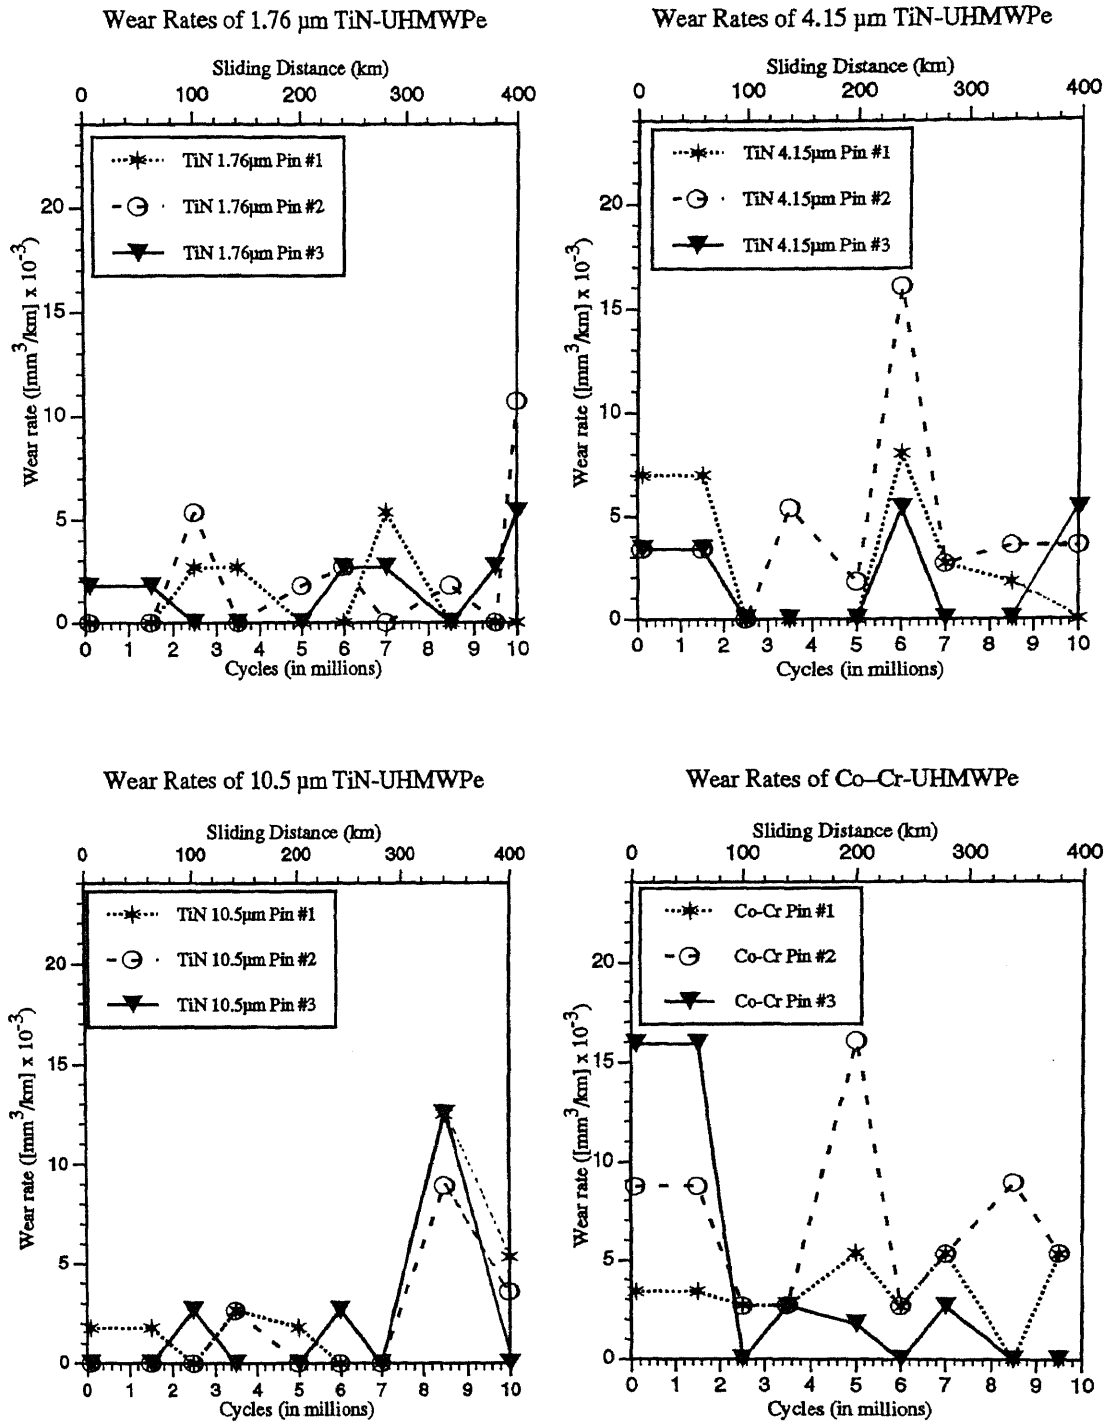 Wear Rates of 1.76 µm TiN-UHMWPe
Sliding Distance (km)
0 100 200 300 400
TiN 1.76µm Pin #1
TiN 1.76µm Pin #2
TiN 1.76µm Pin #3
Wear rate ([mm³/km] x 10⁻³)
20
15
10
5
0
0 1 2 3 4 5 6 7 8 9 10
Cycles (in millions)
Wear Rates of 4.15 µm TiN-UHMWPe
Sliding Distance (km)
0 100 200 300 400
TiN 4.15µm Pin #1
TiN 4.15µm Pin #2
TiN 4.15µm Pin #3
Wear rate ([mm³/km] x 10⁻³)
20
15
10
5
0
0 1 2 3 4 5 6 7 8 9 10
Cycles (in millions)
Wear Rates of 10.5 µm TiN-UHMWPe
Sliding Distance (km)
0 100 200 300 400
TiN 10.5µm Pin #1
TiN 10.5µm Pin #2
TiN 10.5µm Pin #3
Wear rate ([mm³/km] x 10⁻³)
20
15
10
5
0
0 1 2 3 4 5 6 7 8 9 10
Cycles (in millions)
Wear Rates of Co–Cr-UHMWPe
Sliding Distance (km)
0 100 200 300 400
Co-Cr Pin #1
Co-Cr Pin #2
Co-Cr Pin #3
Wear rate ([mm³/km] x 10⁻³)
20
15
10
5
0
0 1 2 3 4 5 6 7 8 9 10
Cycles (in millions)